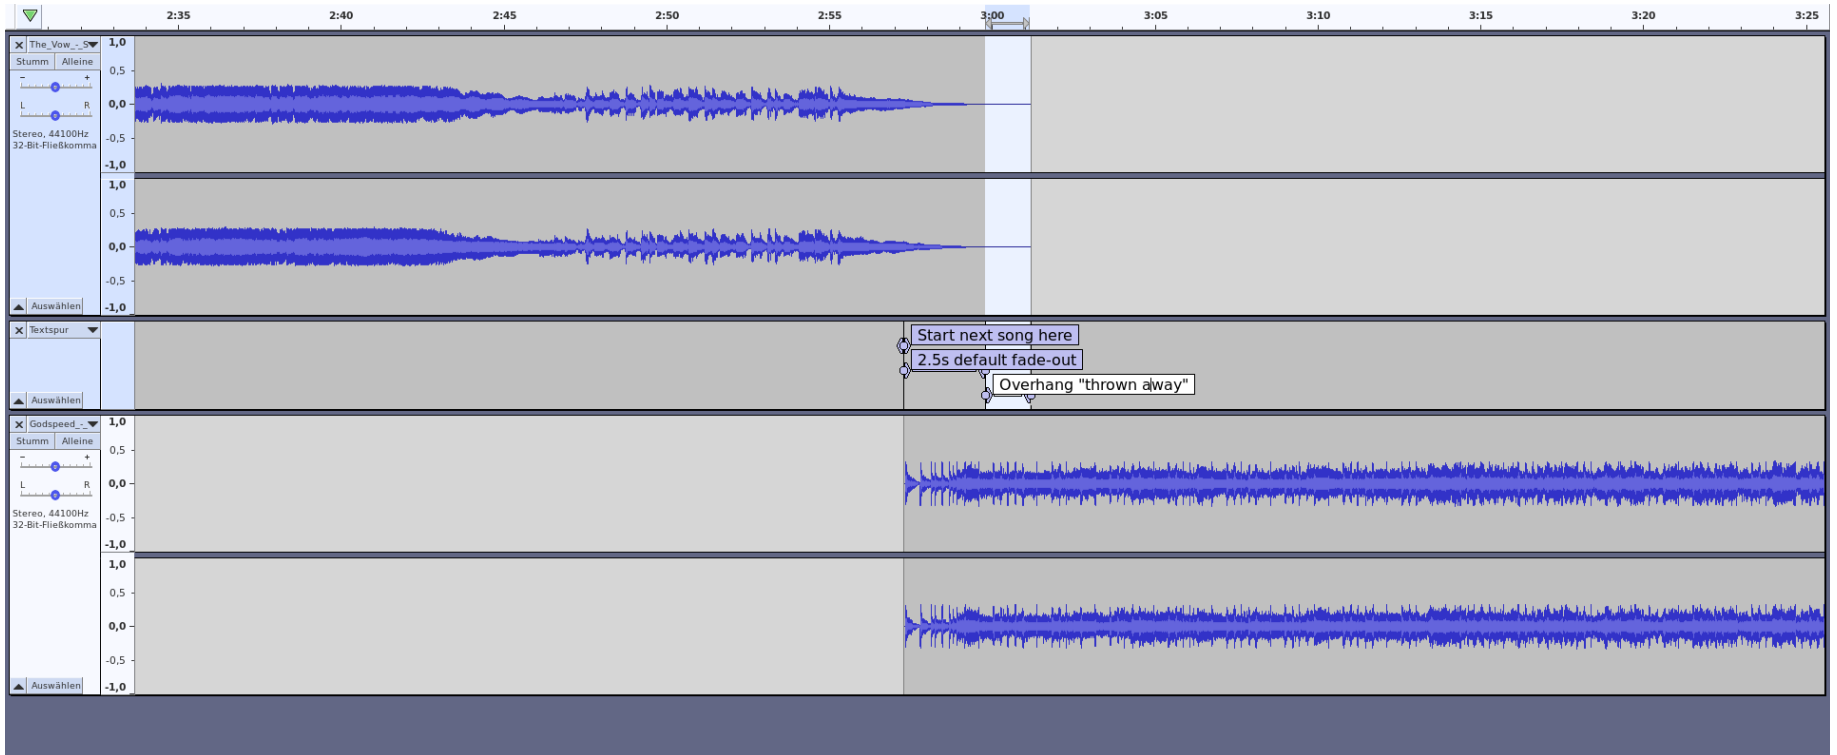 2:35 2:40 2:45 2:50 2:55 3:00 3:05 3:10 3:15 3:20 3:25
The_Vow_-_S
Stumm Alleine
- +
L R
Stereo, 44100Hz
32-Bit-Fließkomma
Auswählen
1,0
0,5
0,0
-0,5
-1,0
1,0
0,5
0,0
-0,5
-1,0
Textspur
Auswählen
Start next song here
2.5s default fade-out
Overhang "thrown away"
Godspeed_-_
Stumm Alleine
- +
L R
Stereo, 44100Hz
32-Bit-Fließkomma
Auswählen
1,0
0,5
0,0
-0,5
-1,0
1,0
0,5
0,0
-0,5
-1,0